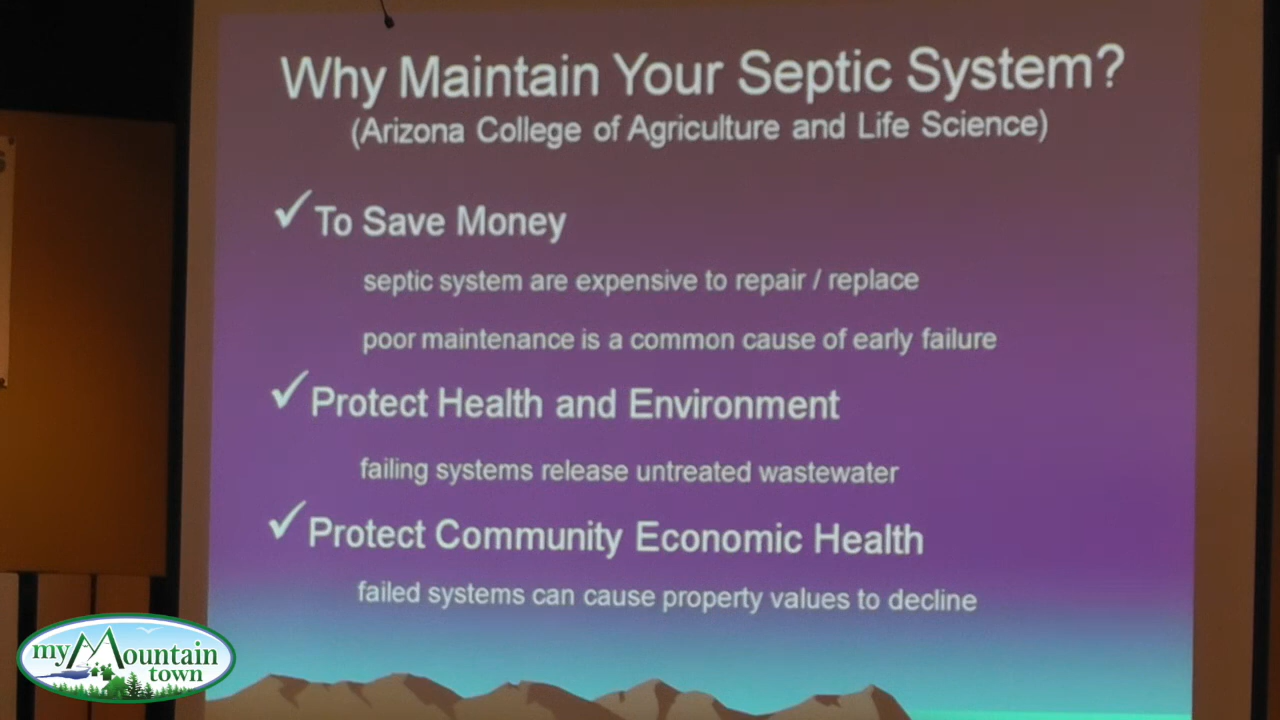 Why Maintain Your Septic System?
(Arizona College of Agriculture and Life Science)
✓ To Save Money
septic system are expensive to repair / replace
poor maintenance is a common cause of early failure
✓ Protect Health and Environment
failing systems release untreated wastewater
✓ Protect Community Economic Health
failed systems can cause property values to decline
my Mountain
town